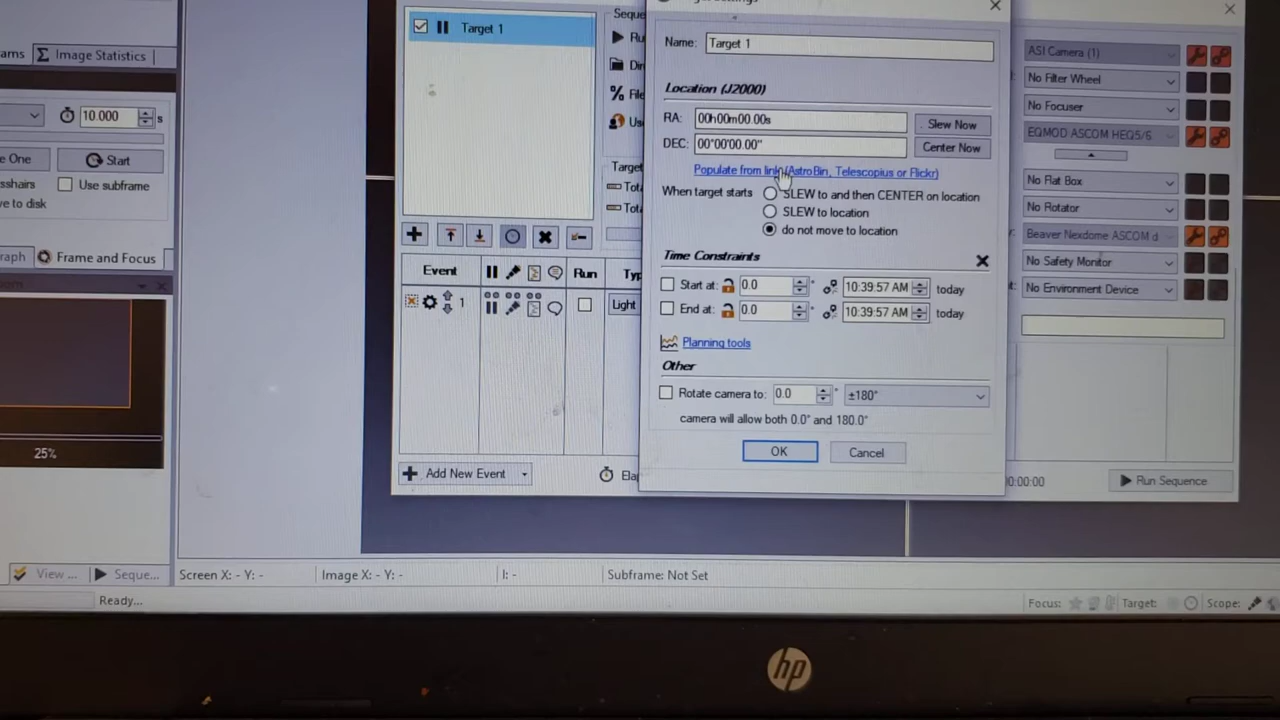 Target 1
Name: Target 1
Location (J2000)
RA: 00h00m00.00s Slew Now
DEC: 00°00'00.00" Center Now
Populate from link (AstroBin, Telescopius or Flickr)
When target starts SLEW to and then CENTER on location
SLEW to location
do not move to location
Time Constraints
Start at: 0.0 ° 10:39:57 AM today
End at: 0.0 ° 10:39:57 AM today
Planning tools
Other
Rotate camera to: 0.0 ° ±180°
camera will allow both 0.0° and 180.0°
OK Cancel
Image Statistics
10.000 s
Start
Use subframe
Frame and Focus
25%
Event Run
1 Light
Add New Event
ASI Camera (1)
No Filter Wheel
No Focuser
EQMOD ASCOM HEQ5/6
No Flat Box
No Rotator
Beaver Nexdome ASCOM d
No Safety Monitor
No Environment Device
Run Sequence
View ... Seque...
Screen X: - Y: - Image X: - Y: - I: - Subframe: Not Set
Ready... Focus: Target: Scope:
hp